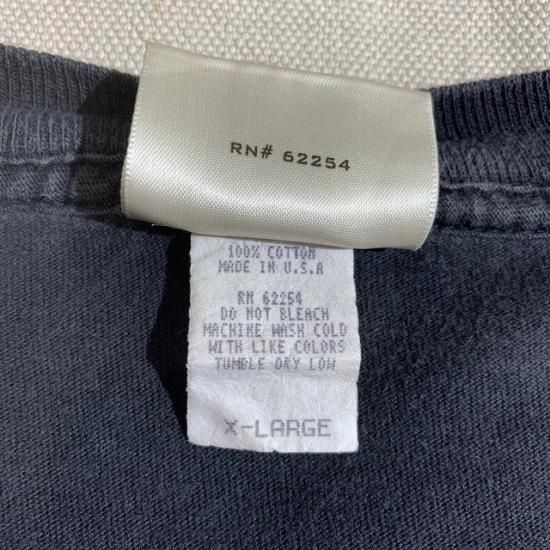 RN# 62254
100% COTTON
MADE IN U.S.A
RN 62254
DO NOT BLEACH
MACHINE WASH COLD
WITH LIKE COLORS
TUMBLE DRY LOW
X-LARGE